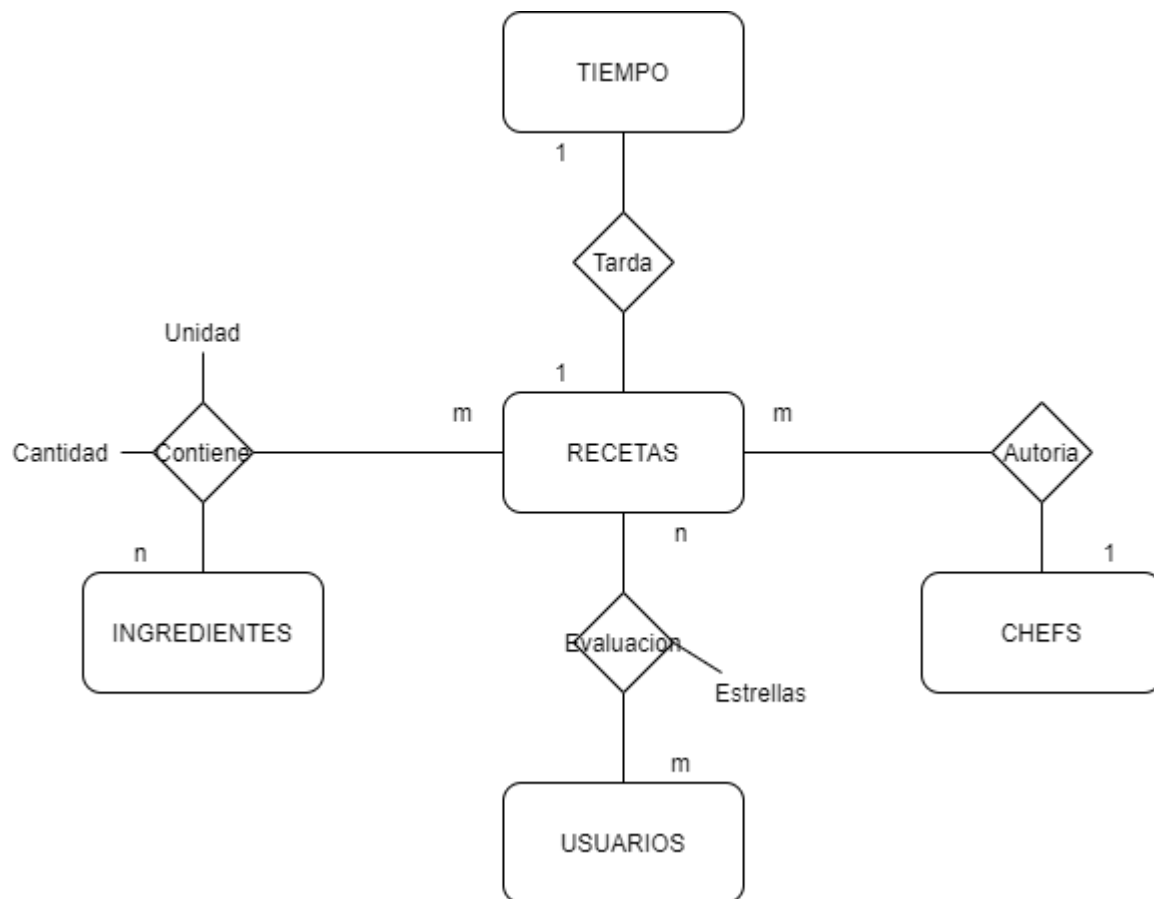 TIEMPO
1
Tarda
Unidad
1
m
m
Cantidad
Contiene
RECETAS
Autoria
n
n
1
INGREDIENTES
Evaluacion
CHEFS
Estrellas
m
USUARIOS